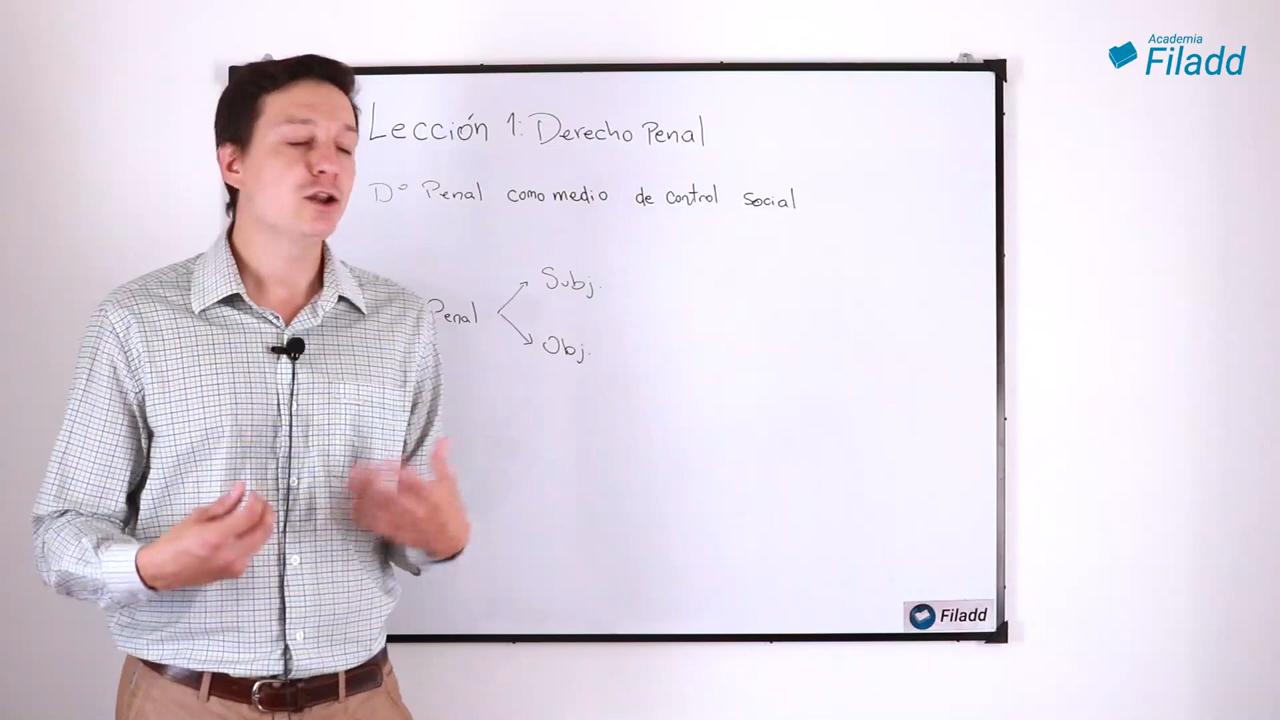 Academia
Filadd
Lección 1: Derecho Penal
Dº Penal como medio de control social
Subj.
Penal
Obj.
Filadd